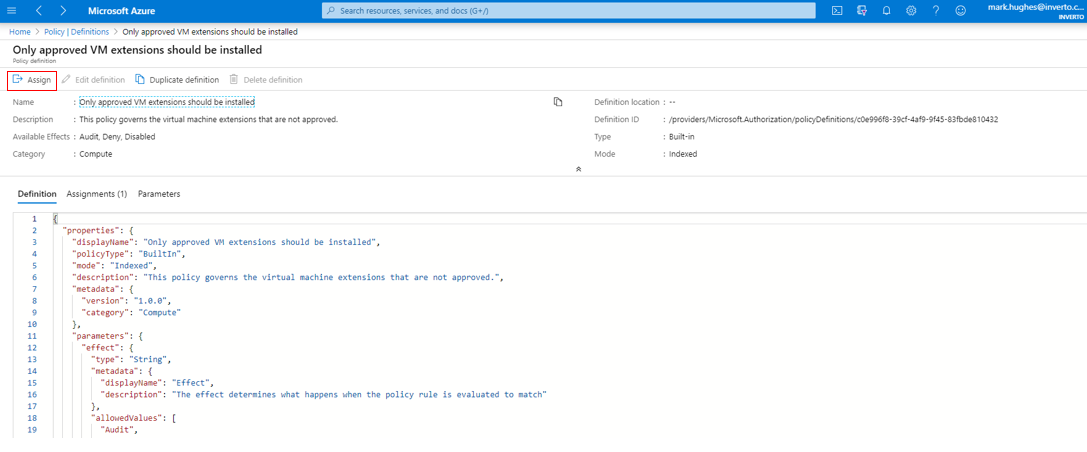 Microsoft Azure
Search resources, services, and docs (G+/)
mark.hughes@inverto.c...
INVERTO
Home > Policy | Definitions > Only approved VM extensions should be installed
Only approved VM extensions should be installed
Policy definition
Assign Edit definition Duplicate definition Delete definition
Name : Only approved VM extensions should be installed
Definition location : --
Description : This policy governs the virtual machine extensions that are not approved.
Definition ID : /providers/Microsoft.Authorization/policyDefinitions/c0e996f8-39cf-4af9-9f45-83fbde810432
Available Effects : Audit, Deny, Disabled
Type : Built-in
Category : Compute
Mode : Indexed
Definition Assignments (1) Parameters
1 {
2 "properties": {
3 "displayName": "Only approved VM extensions should be installed",
4 "policyType": "BuiltIn",
5 "mode": "Indexed",
6 "description": "This policy governs the virtual machine extensions that are not approved.",
7 "metadata": {
8 "version": "1.0.0",
9 "category": "Compute"
10 },
11 "parameters": {
12 "effect": {
13 "type": "String",
14 "metadata": {
15 "displayName": "Effect",
16 "description": "The effect determines what happens when the policy rule is evaluated to match"
17 },
18 "allowedValues": [
19 "Audit",